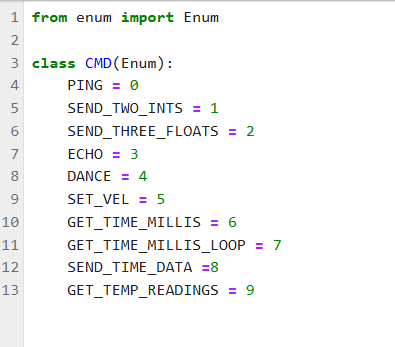 1 from enum import Enum
2
3 class CMD(Enum):
4     PING = 0
5     SEND_TWO_INTS = 1
6     SEND_THREE_FLOATS = 2
7     ECHO = 3
8     DANCE = 4
9     SET_VEL = 5
10     GET_TIME_MILLIS = 6
11     GET_TIME_MILLIS_LOOP = 7
12     SEND_TIME_DATA =8
13     GET_TEMP_READINGS = 9